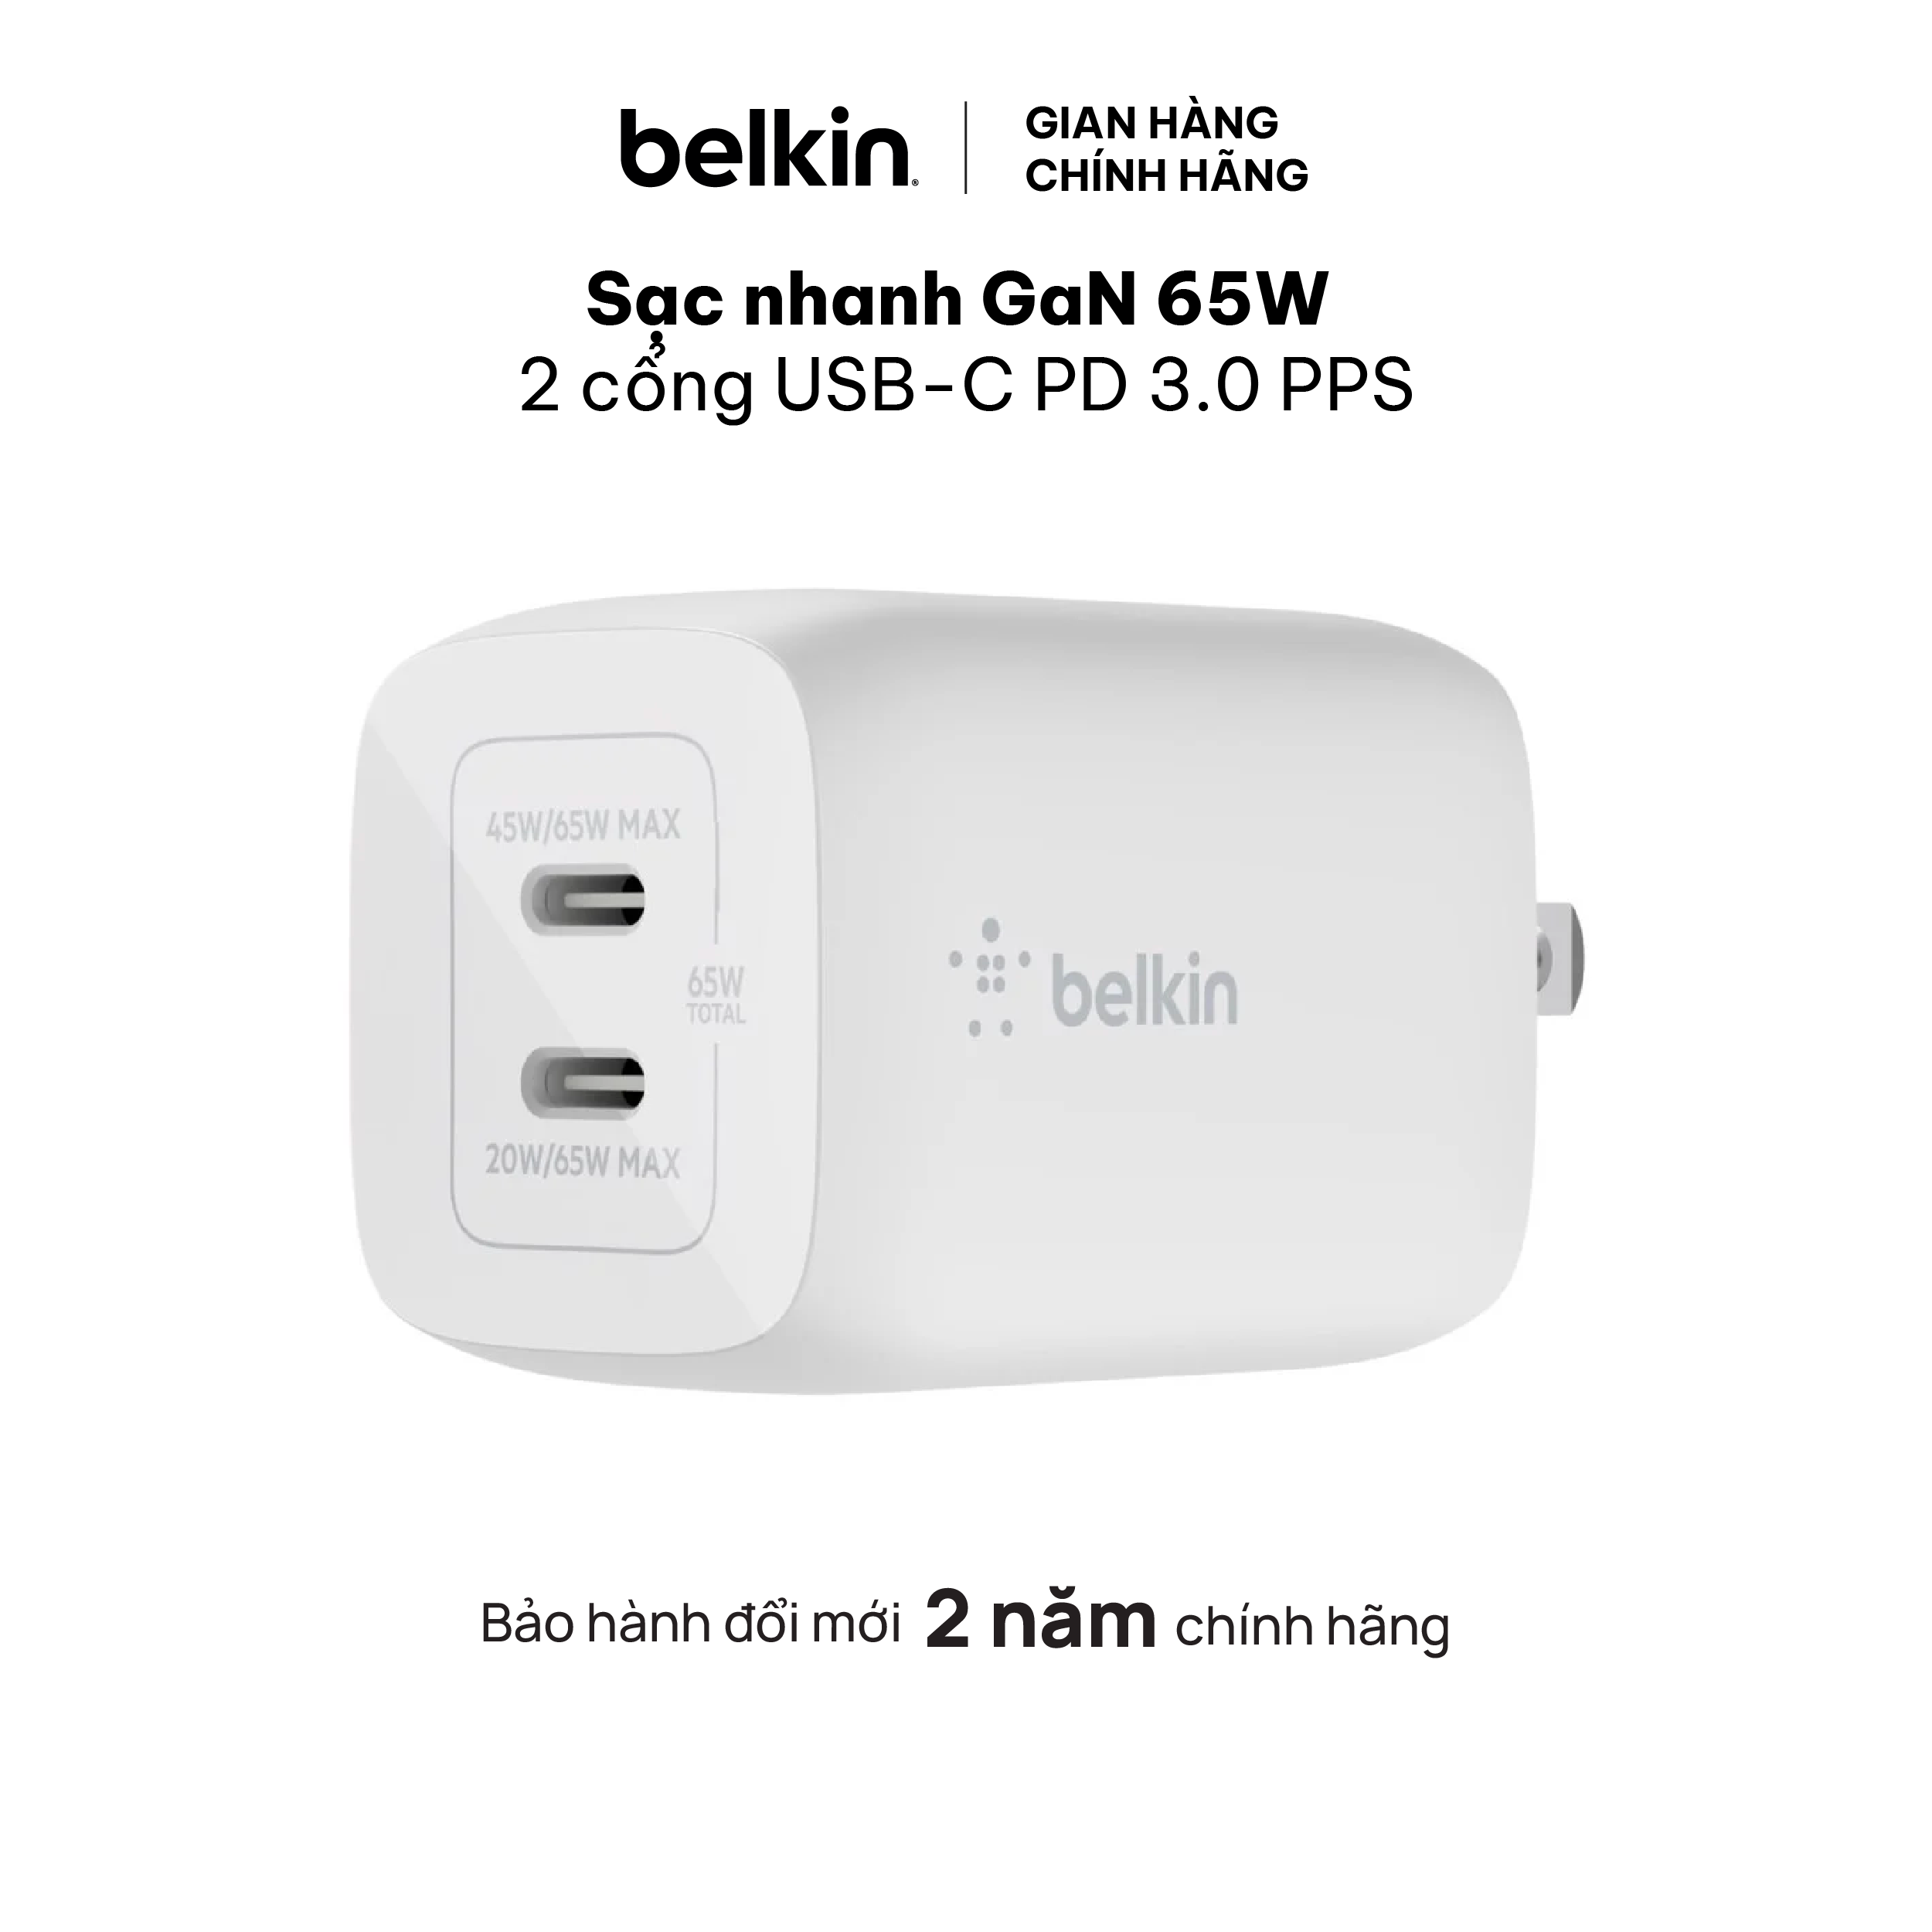 belkin
GIAN HÀNG
CHÍNH HÃNG
Sạc nhanh GaN 65W
2 cổng USB-C PD 3.0 PPS
45W/65W MAX
65W
TOTAL
20W/65W MAX
belkin
Bảo hành đổi mới 2 năm chính hãng